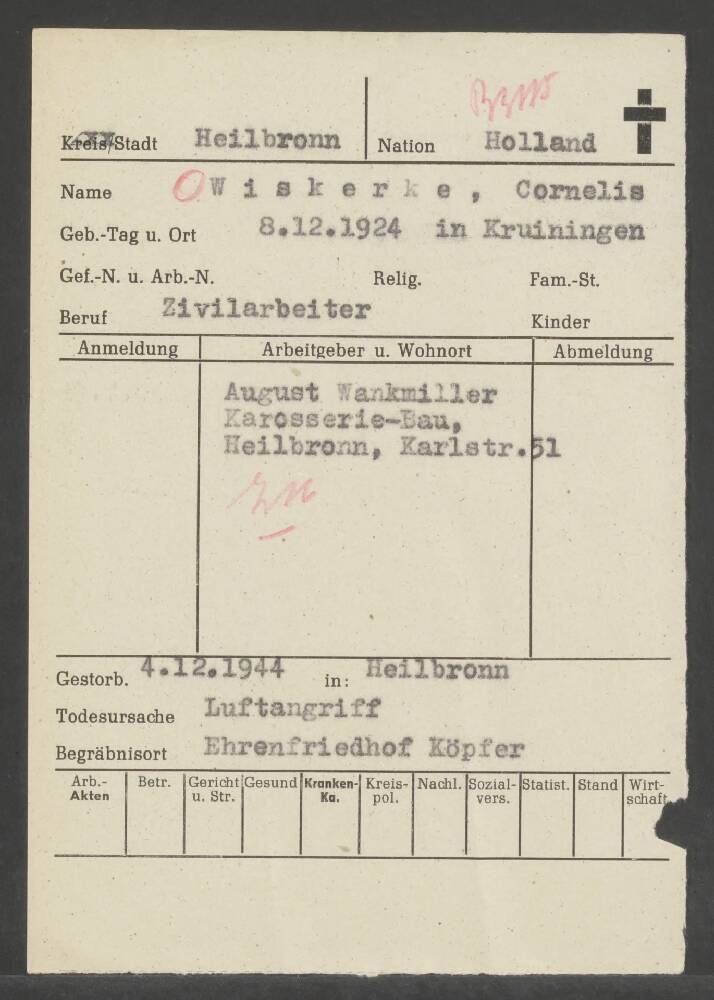 Kreis/Stadt Heilbronn Nation Holland
Name Wiskerke, Cornelis
Geb.-Tag u. Ort 8.12.1924 in Kruiningen
Gef.-N. u. Arb.-N. Relig. Fam.-St.
Beruf Zivilarbeiter Kinder
Anmeldung Arbeitgeber u. Wohnort Abmeldung
August Wankmiller
Karosserie-Bau,
Heilbronn, Karlstr.51
Gestorb. 4.12.1944 in: Heilbronn
Todesursache Luftangriff
Begräbnisort Ehrenfriedhof Köpfer
Arb.- Betr. Gericht Gesund Kranken- Kreis- Nachl. Sozial- Statist. Stand Wirt-
Akten u. Str. Ka. pol. vers. schaft